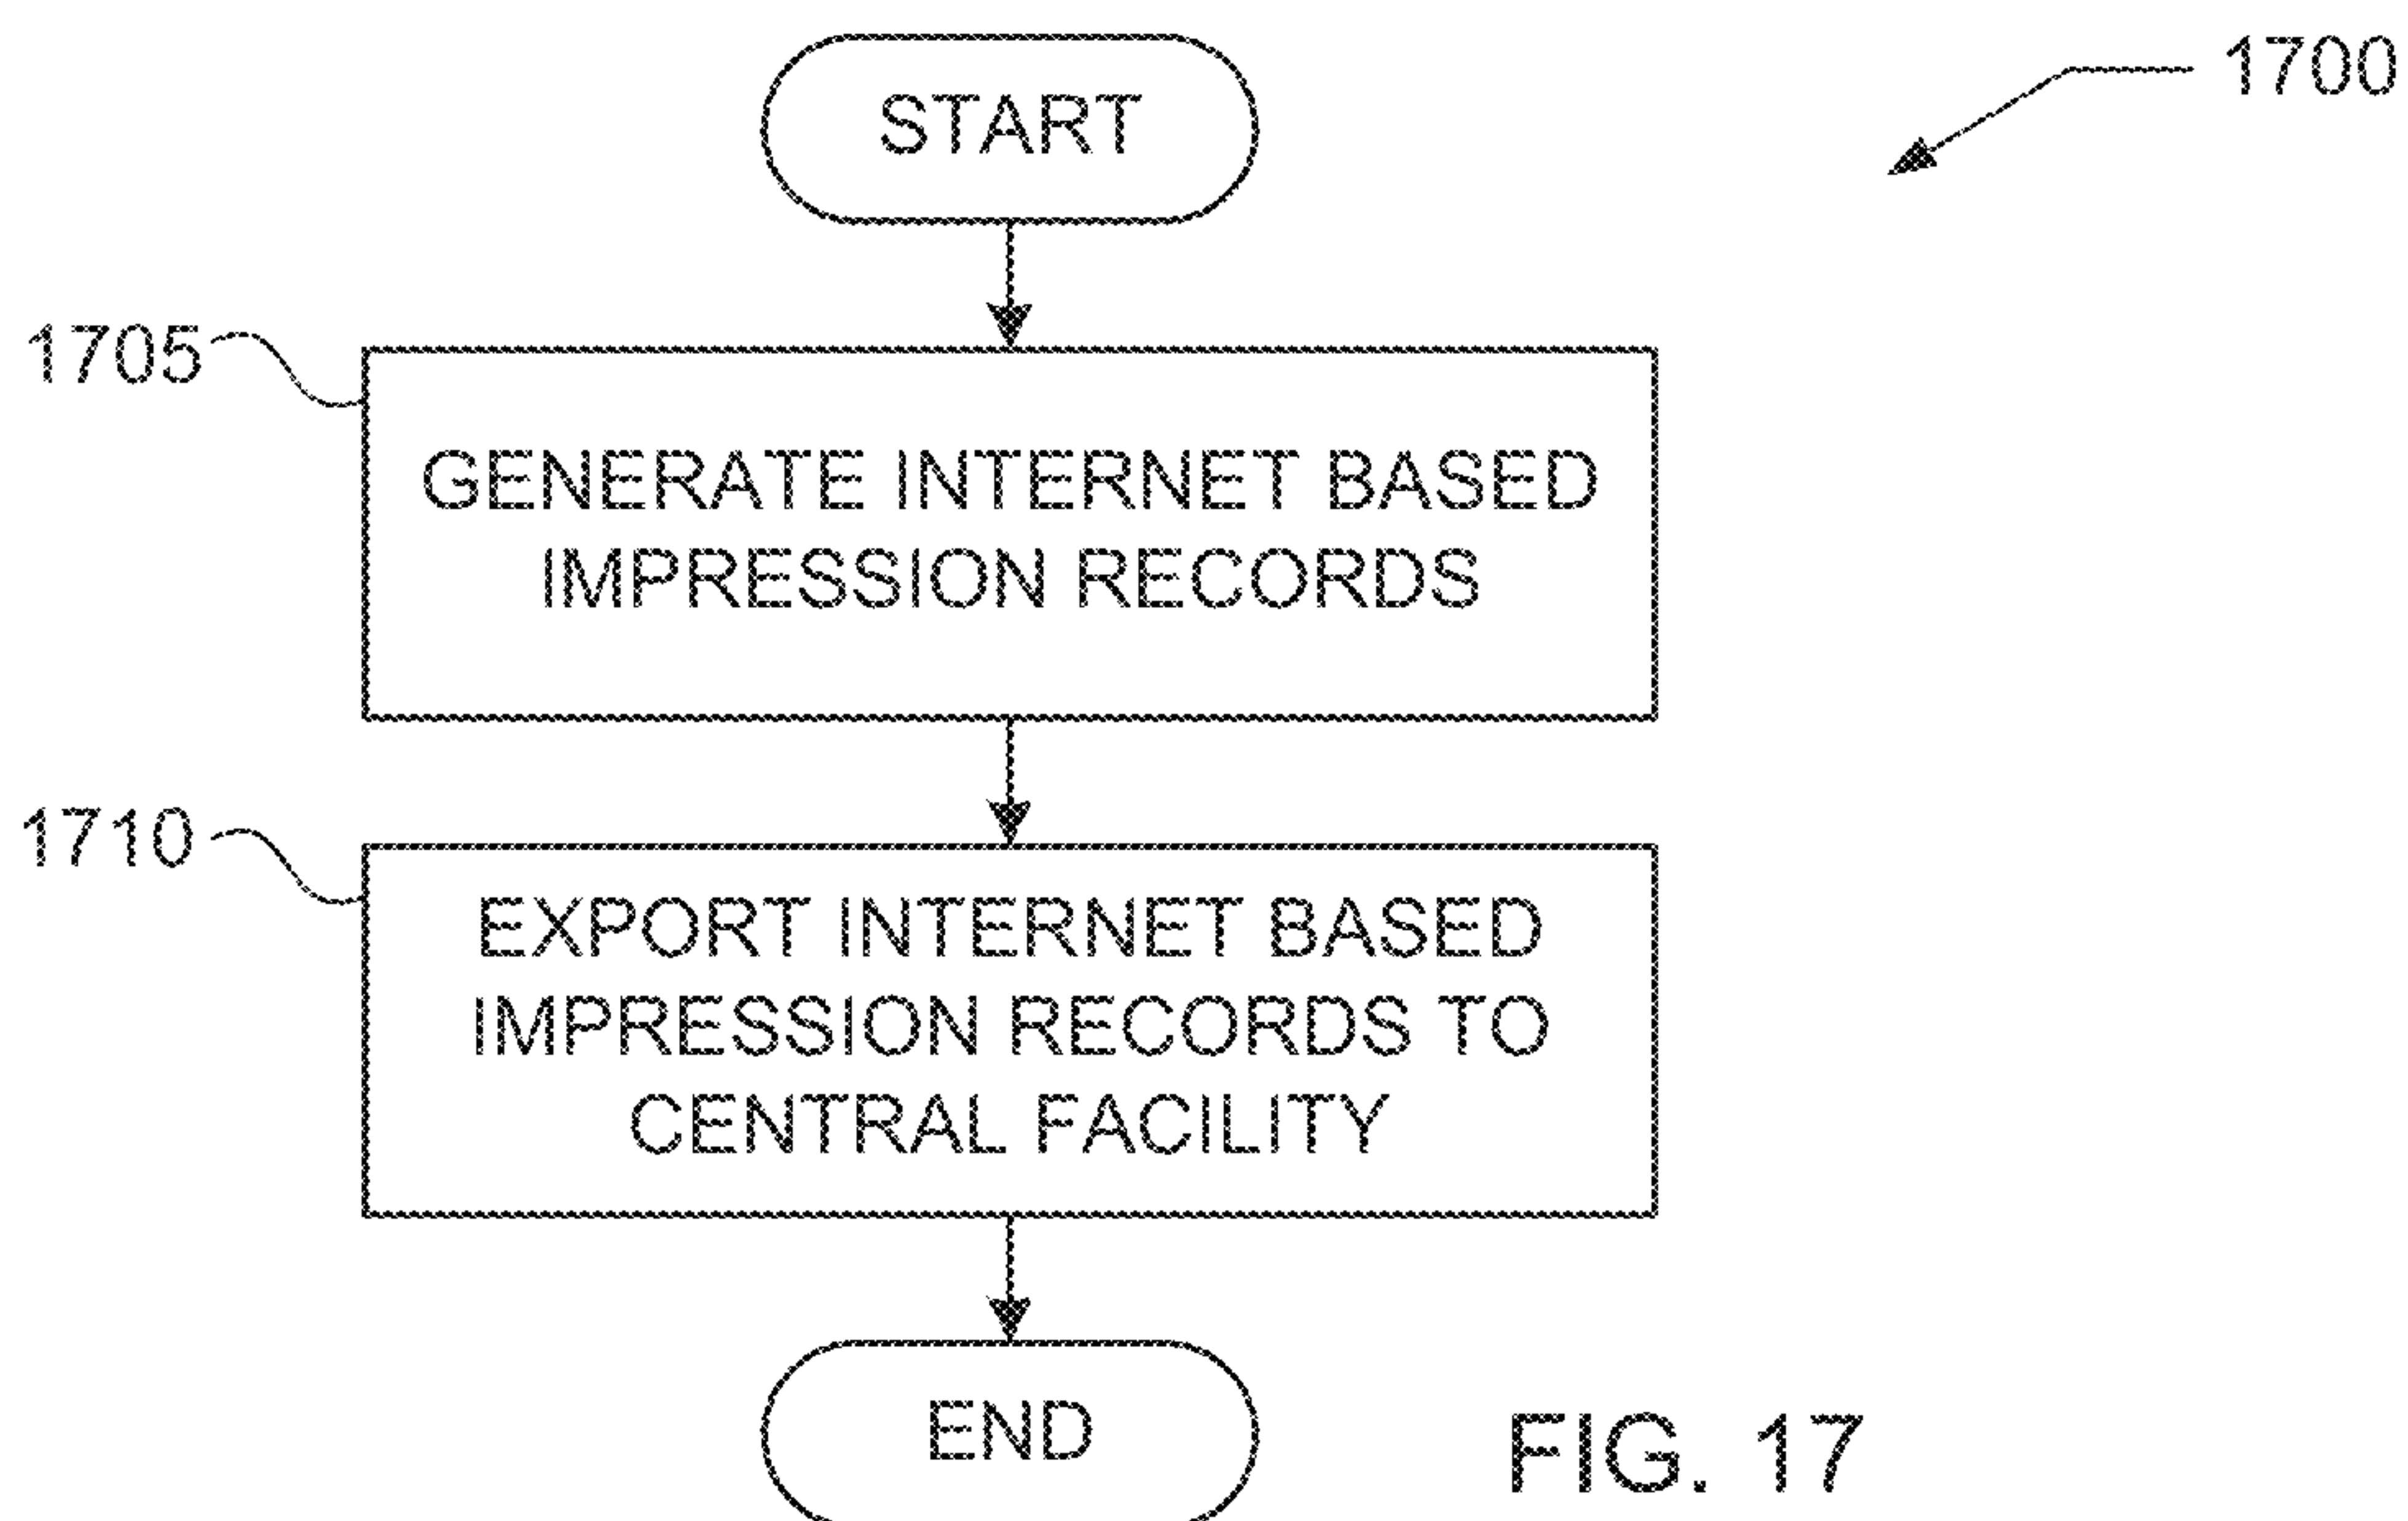 START
1700
1705
GENERATE INTERNET BASED
IMPRESSION RECORDS
1710
EXPORT INTERNET BASED
IMPRESSION RECORDS TO
CENTRAL FACILITY
END
FIG. 17